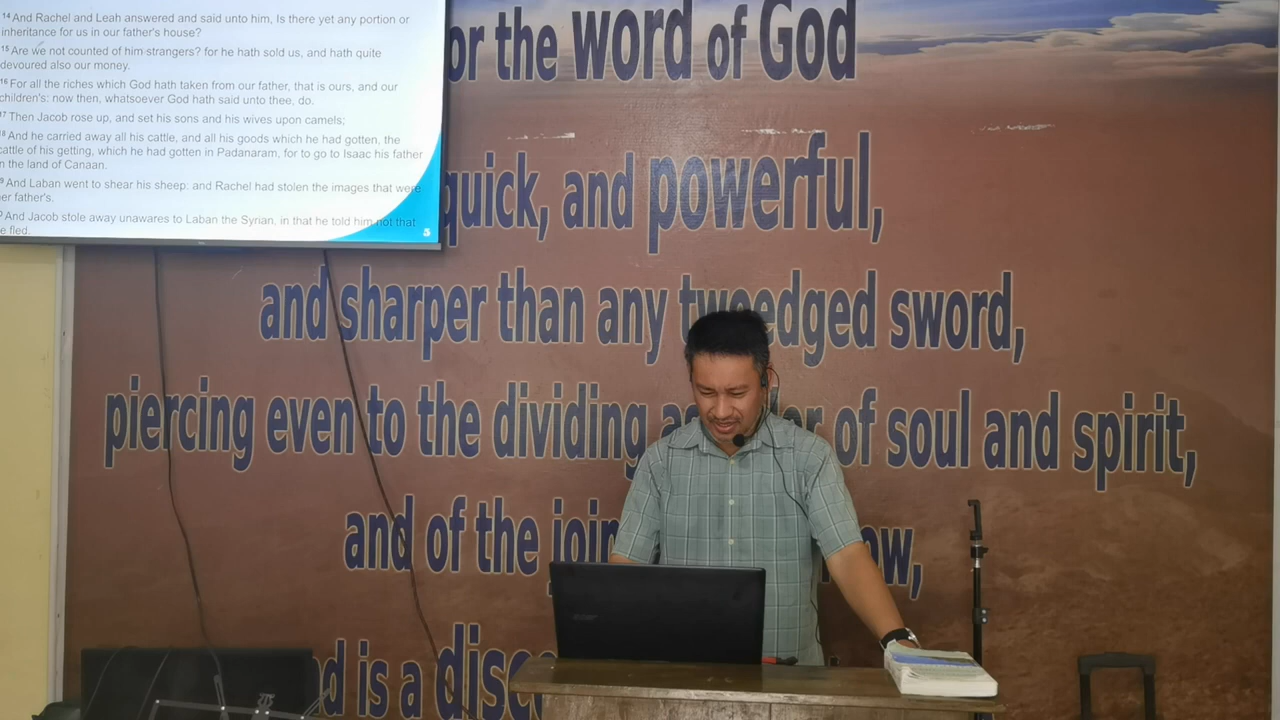 14 And Rachel and Leah answered and said unto him, Is there yet any portion or
inheritance for us in our father's house?
15 Are we not counted of him strangers? for he hath sold us, and hath quite
devoured also our money.
16 For all the riches which God hath taken from our father, that is ours, and our
children's: now then, whatsoever God hath said unto thee, do.
17 Then Jacob rose up, and set his sons and his wives upon camels;
18 And he carried away all his cattle, and all his goods which he had gotten, the
cattle of his getting, which he had gotten in Padanaram, for to go to Isaac his father
n the land of Canaan.
9 And Laban went to shear his sheep: and Rachel had stolen the images that were
er father's.
And Jacob stole away unawares to Laban the Syrian, in that he told him not that
e fled.
5
or the word of God
quick, and powerful,
and sharper than any twoedged sword,
piercing even to the dividing of soul and spirit,
and of the join ow,
d is a disce